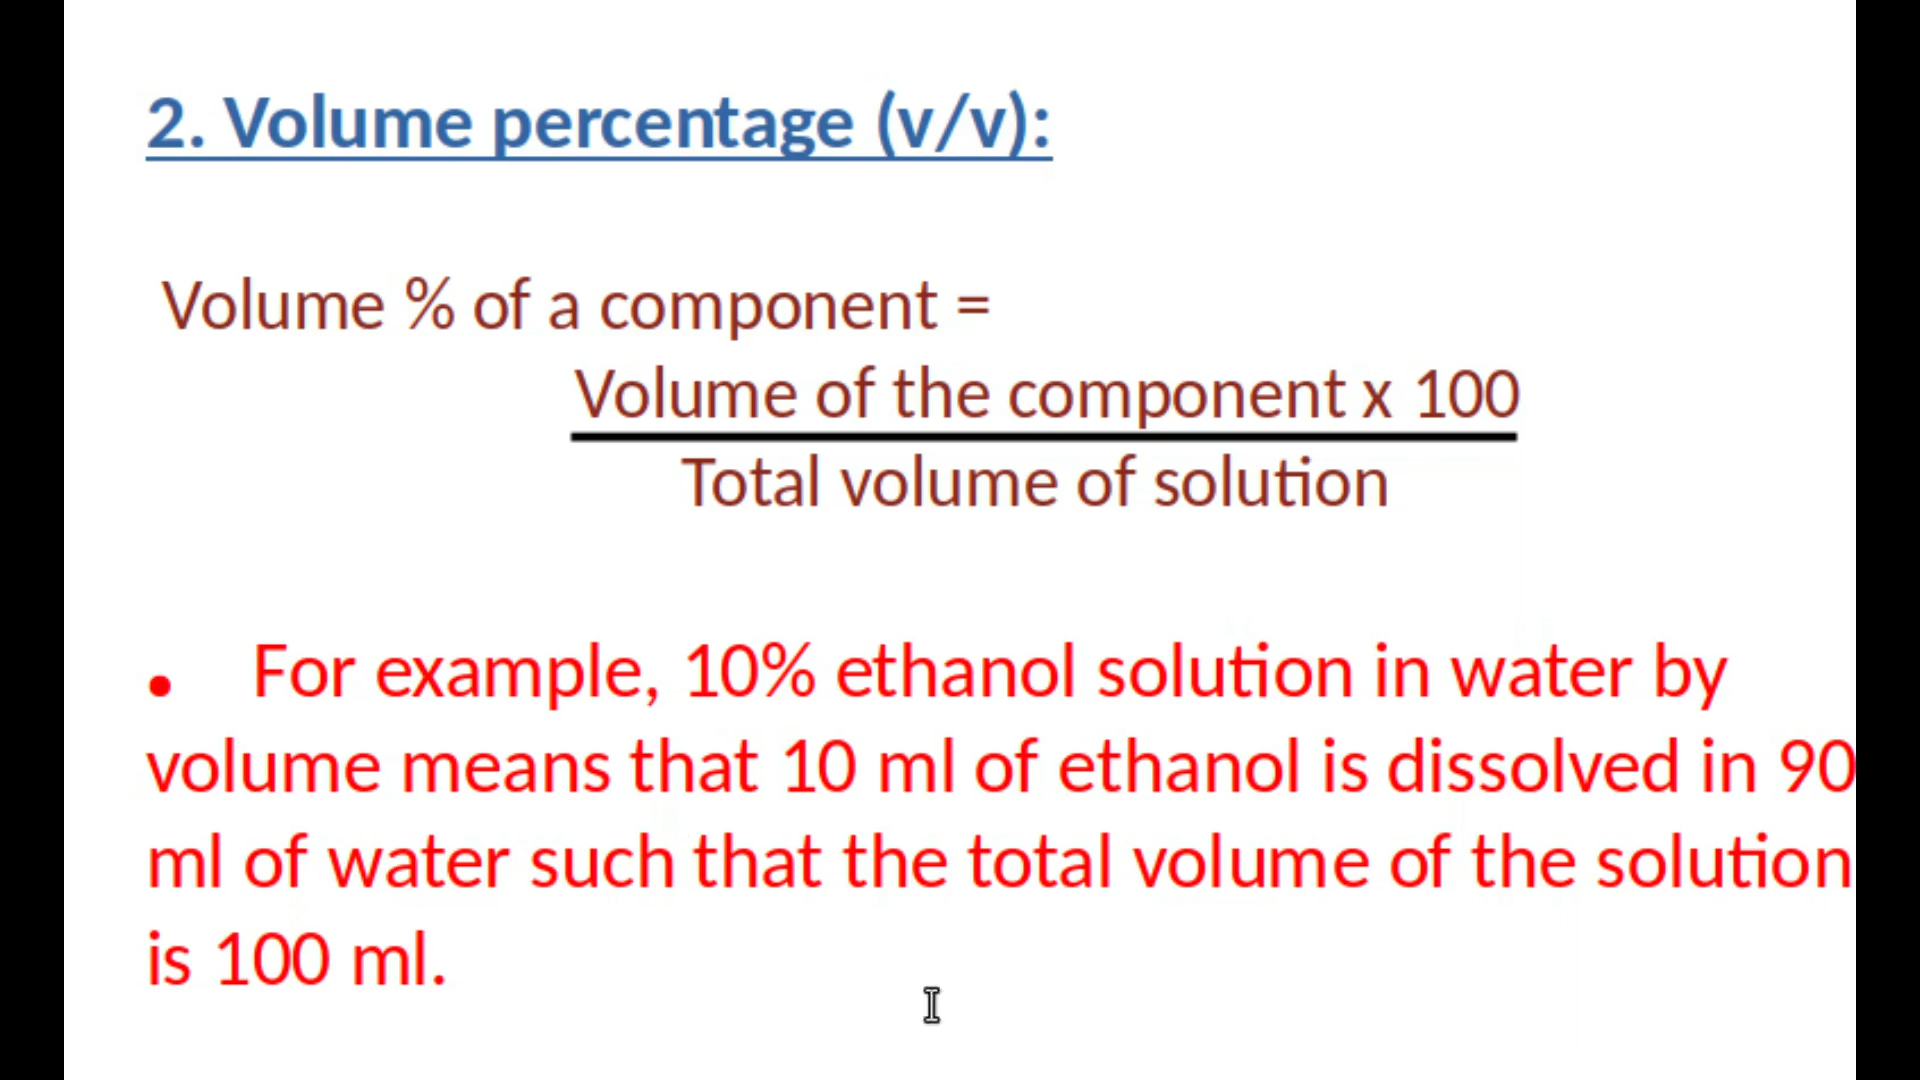 2. Volume percentage (v/v):
Volume % of a component =
Volume of the component x 100
Total volume of solution
• For example, 10% ethanol solution in water by
volume means that 10 ml of ethanol is dissolved in 90
ml of water such that the total volume of the solution
is 100 ml.